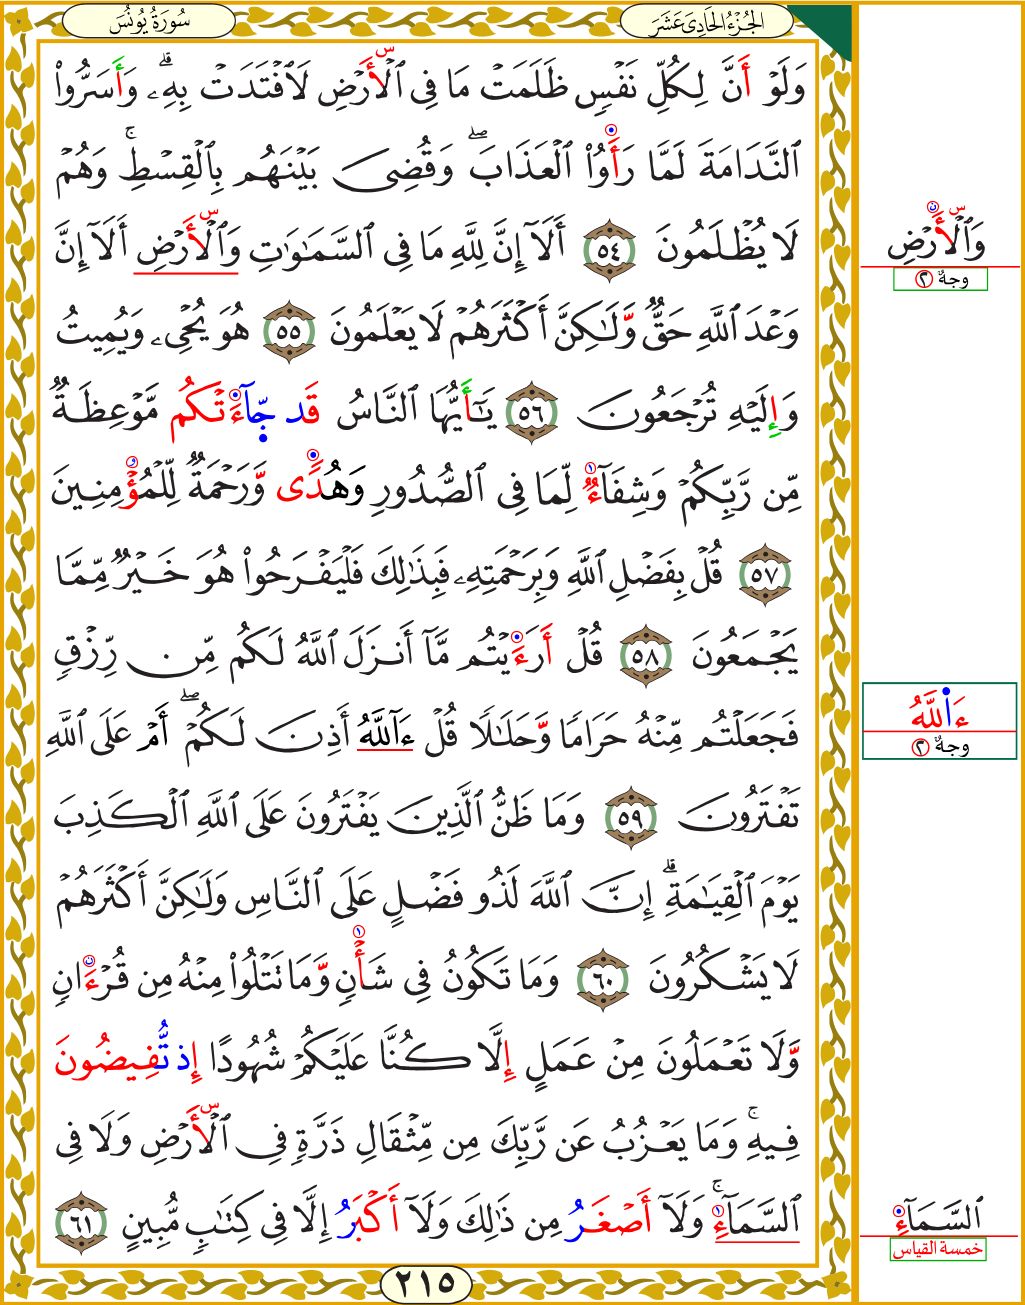 الجُزْءُ الحَادِىَ عَشَرَ
سُورَةُ يُونُسَ
وَلَوۡ أَنَّ لِكُلِّ نَفۡسٖ ظَلَمَتۡ مَا فِي ٱلۡأَرۡضِ لَٱفۡتَدَتۡ بِهِۦۗ وَأَسَرُّواْ
ٱلنَّدَامَةَ لَمَّا رَأَوُاْ ٱلۡعَذَابَۖ وَقُضِيَ بَيۡنَهُم بِٱلۡقِسۡطِۚ وَهُمۡ
لَا يُظۡلَمُونَ ٥٤ أَلَآ إِنَّ لِلَّهِ مَا فِي ٱلسَّمَٰوَٰتِ وَٱلۡأَرۡضِ أَلَآ إِنَّ
وَعۡدَ ٱللَّهِ حَقّٞ وَلَٰكِنَّ أَكۡثَرَهُمۡ لَا يَعۡلَمُونَ ٥٥ هُوَ يُحۡيِۦ وَيُمِيتُ
وَإِلَيۡهِ تُرۡجَعُونَ ٥٦ يَٰٓأَيُّهَا ٱلنَّاسُ قَد جَّآءَتۡكُم مَّوۡعِظَةٞ
مِّن رَّبِّكُمۡ وَشِفَآءٞ لِّمَا فِي ٱلصُّدُورِ وَهُدٗى وَرَحۡمَةٞ لِّلۡمُؤۡمِنِينَ
٥٧ قُلۡ بِفَضۡلِ ٱللَّهِ وَبِرَحۡمَتِهِۦ فَبِذَٰلِكَ فَلۡيَفۡرَحُواْ هُوَ خَيۡرٞ مِّمَّا
يَجۡمَعُونَ ٥٨ قُلۡ أَرَءَيۡتُم مَّآ أَنزَلَ ٱللَّهُ لَكُم مِّن رِّزۡقٖ
فَجَعَلۡتُم مِّنۡهُ حَرَامٗا وَحَلَٰلٗا قُلۡ ءَآللَّهُ أَذِنَ لَكُمۡۖ أَمۡ عَلَى ٱللَّهِ
تَفۡتَرُونَ ٥٩ وَمَا ظَنُّ ٱلَّذِينَ يَفۡتَرُونَ عَلَى ٱللَّهِ ٱلۡكَذِبَ
يَوۡمَ ٱلۡقِيَٰمَةِۗ إِنَّ ٱللَّهَ لَذُو فَضۡلٍ عَلَى ٱلنَّاسِ وَلَٰكِنَّ أَكۡثَرَهُمۡ
لَا يَشۡكُرُونَ ٦٠ وَمَا تَكُونُ فِي شَأۡنٖ وَمَا تَتۡلُواْ مِنۡهُ مِن قُرۡءَانٖ
وَلَا تَعۡمَلُونَ مِنۡ عَمَلٍ إِلَّا كُنَّا عَلَيۡكُمۡ شُهُودًا إِذ تُّفِيضُونَ
فِيهِۚ وَمَا يَعۡزُبُ عَن رَّبِّكَ مِن مِّثۡقَالِ ذَرَّةٖ فِي ٱلۡأَرۡضِ وَلَا فِي
ٱلسَّمَآءِۚ وَلَآ أَصۡغَرُ مِن ذَٰلِكَ وَلَآ أَكۡبَرُ إِلَّا فِي كِتَٰبٖ مُّبِينٍ ٦١
٢١٥
وَٱلۡأَرۡضِ
وجهٌ ٢
ءَاللَّهُ
وجهٌ ٢
ٱلسَّمَآءِ
خمسة القياس